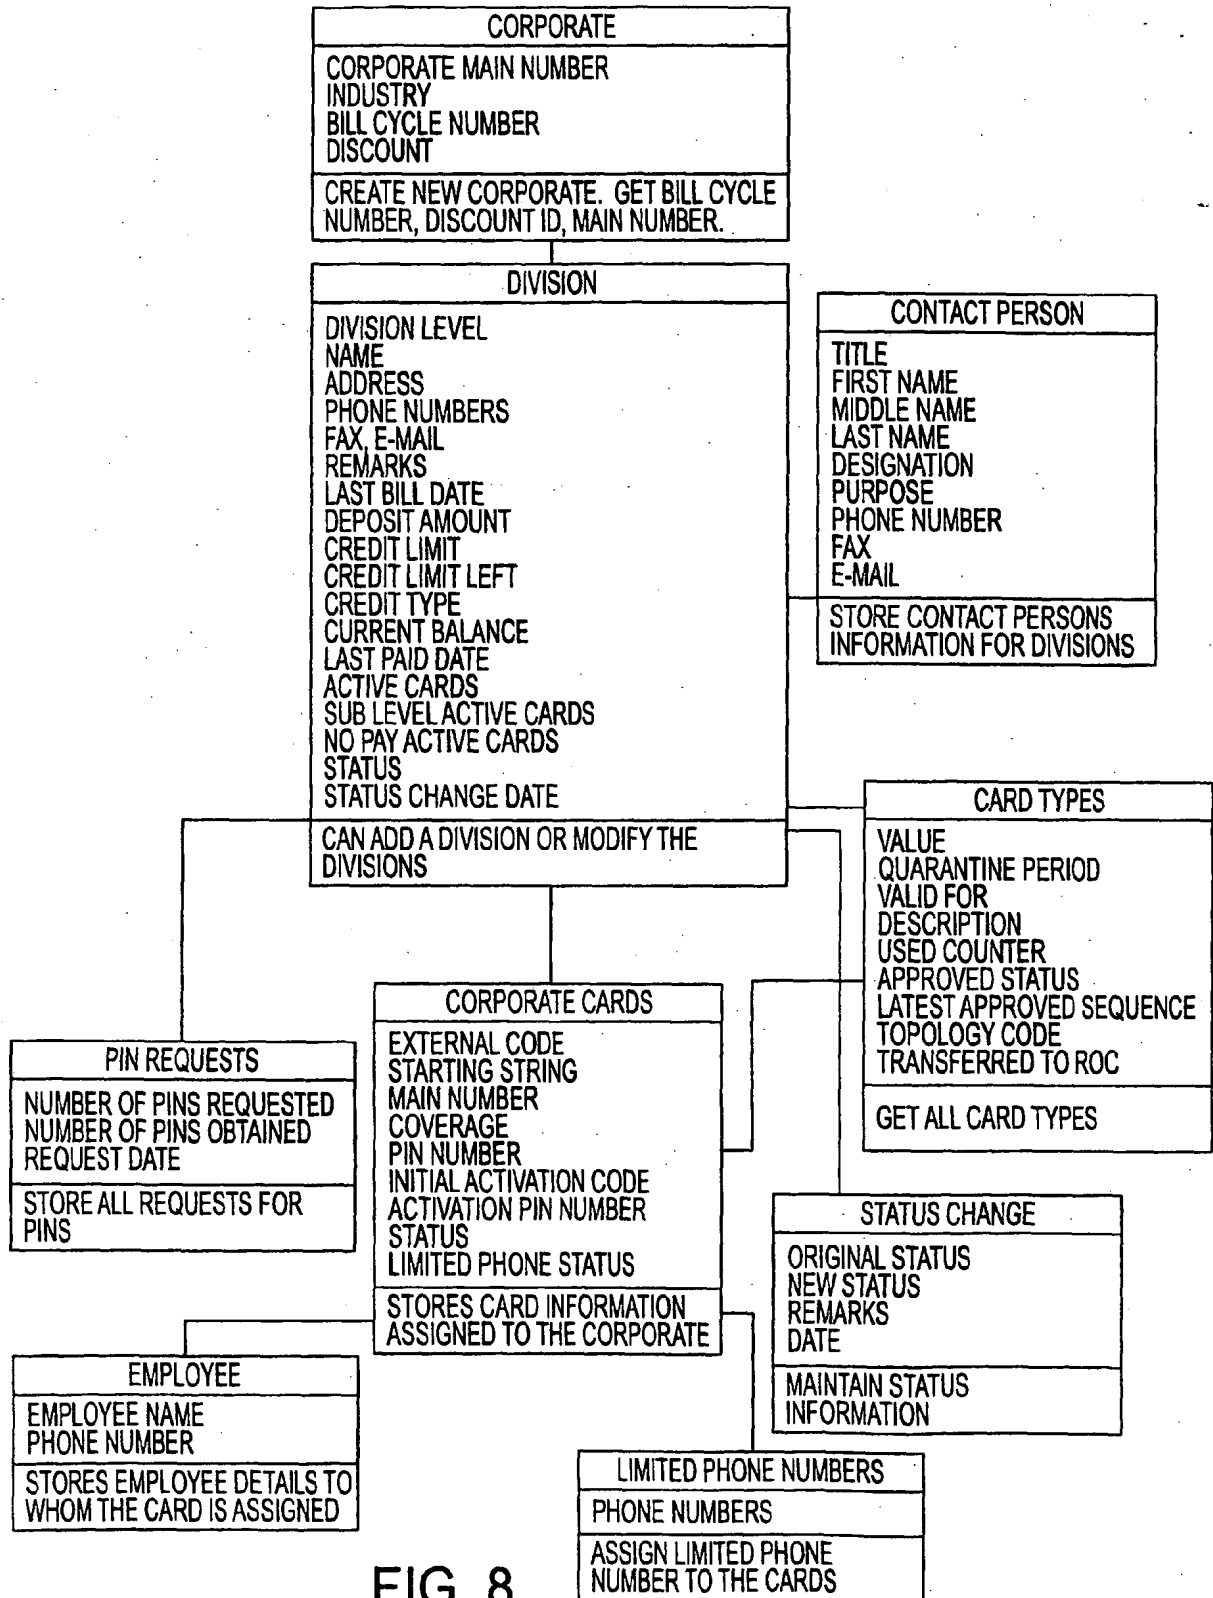 CORPORATE
CORPORATE MAIN NUMBER
INDUSTRY
BILL CYCLE NUMBER
DISCOUNT
CREATE NEW CORPORATE. GET BILL CYCLE
NUMBER, DISCOUNT ID, MAIN NUMBER.
DIVISION
DIVISION LEVEL
NAME
ADDRESS
PHONE NUMBERS
FAX, E-MAIL
REMARKS
LAST BILL DATE
DEPOSIT AMOUNT
CREDIT LIMIT
CREDIT LIMIT LEFT
CREDIT TYPE
CURRENT BALANCE
LAST PAID DATE
ACTIVE CARDS
SUB LEVEL ACTIVE CARDS
NO PAY ACTIVE CARDS
STATUS
STATUS CHANGE DATE
CAN ADD A DIVISION OR MODIFY THE
DIVISIONS
CONTACT PERSON
TITLE
FIRST NAME
MIDDLE NAME
LAST NAME
DESIGNATION
PURPOSE
PHONE NUMBER
FAX
E-MAIL
STORE CONTACT PERSONS
INFORMATION FOR DIVISIONS
CARD TYPES
VALUE
QUARANTINE PERIOD
VALID FOR
DESCRIPTION
USED COUNTER
APPROVED STATUS
LATEST APPROVED SEQUENCE
TOPOLOGY CODE
TRANSFERRED TO ROC
GET ALL CARD TYPES
CORPORATE CARDS
EXTERNAL CODE
STARTING STRING
MAIN NUMBER
COVERAGE
PIN NUMBER
INITIAL ACTIVATION CODE
ACTIVATION PIN NUMBER
STATUS
LIMITED PHONE STATUS
STORES CARD INFORMATION
ASSIGNED TO THE CORPORATE
PIN REQUESTS
NUMBER OF PINS REQUESTED
NUMBER OF PINS OBTAINED
REQUEST DATE
STORE ALL REQUESTS FOR
PINS
STATUS CHANGE
ORIGINAL STATUS
NEW STATUS
REMARKS
DATE
MAINTAIN STATUS
INFORMATION
EMPLOYEE
EMPLOYEE NAME
PHONE NUMBER
STORES EMPLOYEE DETAILS TO
WHOM THE CARD IS ASSIGNED
LIMITED PHONE NUMBERS
PHONE NUMBERS
ASSIGN LIMITED PHONE
NUMBER TO THE CARDS
FIG. 8